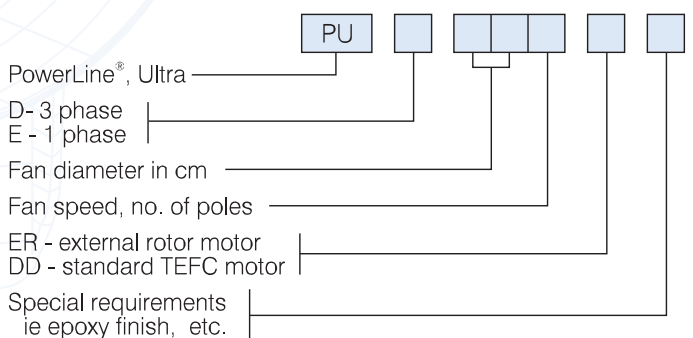 PU
PowerLine®, Ultra
D- 3 phase
E - 1 phase
Fan diameter in cm
Fan speed, no. of poles
ER - external rotor motor
DD - standard TEFC motor
Special requirements
ie epoxy finish, etc.